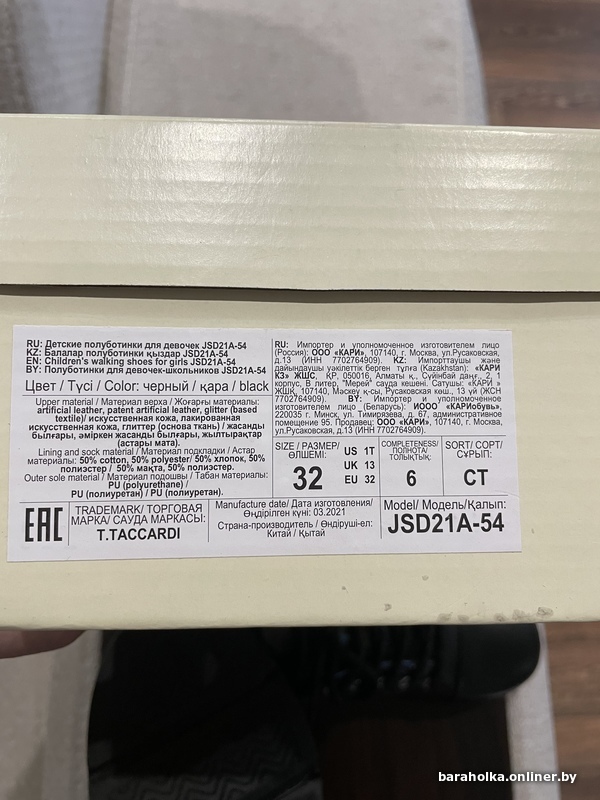 RU: Детские полуботинки для девочек JSD21A-54
KZ: Балалар полуботинки қыздар JSD21A-54
EN: Children's walking shoes for girls JSD21A-54
BY: Полуботинки для девочек-школьников JSD21A-54
Цвет / Түсі / Color: черный / қара / black
Upper material / Материал верха / Жоғарғы материал:
artificial leather, patent artificial leather, glitter (based
textile)/ искусственная кожа, лакированная
искусственная кожа, глиттер (основа ткань) / жасанды
былғары, әміркен жасанды былғары, жылтырақтар
(астары мата).
Lining and sock material / Материал подкладки / Астар
материалы: 50% cotton, 50% polyester/ 50% хлопок, 50%
полиэстер / 50% мақта, 50% полиэстер.
Outer sole material / Материал подошвы / Табан материалы:
PU (polyurethane) /
PU (полиуретан) / PU (полиуретан).
RU: Импортер и уполномоченное изготовителем лицо
(Россия): ООО «КАРИ», 107140, г. Москва, ул.Русаковская,
д.13 (ИНН 7702764909). KZ: Импорттаушы және
дайындаушы уәкілеттік берген тұлға (Kazakhstan): «КАРИ
КЗ» ЖШС, ҚР, 050016, Алматы қ., Сүйінбай даңғ., 2, 1
корпус, В литер, "Мерей" сауда кешені. Сатушы: «КАРИ »
ЖШҚ, 107140, Мәскеу қ-сы, Русаковская көш., 13 үй (ЖСН
7702764909). BY: Импортер и уполномоченное
изготовителем лицо (Беларусь): ИООО «КАРИобувь»,
220035 г. Минск, ул. Тимирязева, д. 67, административное
помещение 95. Продавец: ООО «КАРИ», 107140, г. Москва,
ул.Русаковская, д.13 (ИНН 7702764909).
SIZE / РАЗМЕР/
ӨЛШЕМІ:
32
US 1T
UK 13
EU 32
COMPLETENESS/
ПОЛНОТА/
ТОЛЫҚТЫҚ:
6
SORT/ СОРТ/
СҰРЫП:
СТ
EAC
TRADEMARK/ ТОРГОВАЯ
МАРКА/ САУДА МАРКАСЫ:
T.TACCARDI
Manufacture date/ Дата изготовления/
Өңдірілген күні: 03.2021
Страна-производитель / Өндіруші-ел:
Китай / Қытай
Model/ Модель/Қалып:
JSD21A-54
baraholka.onliner.by